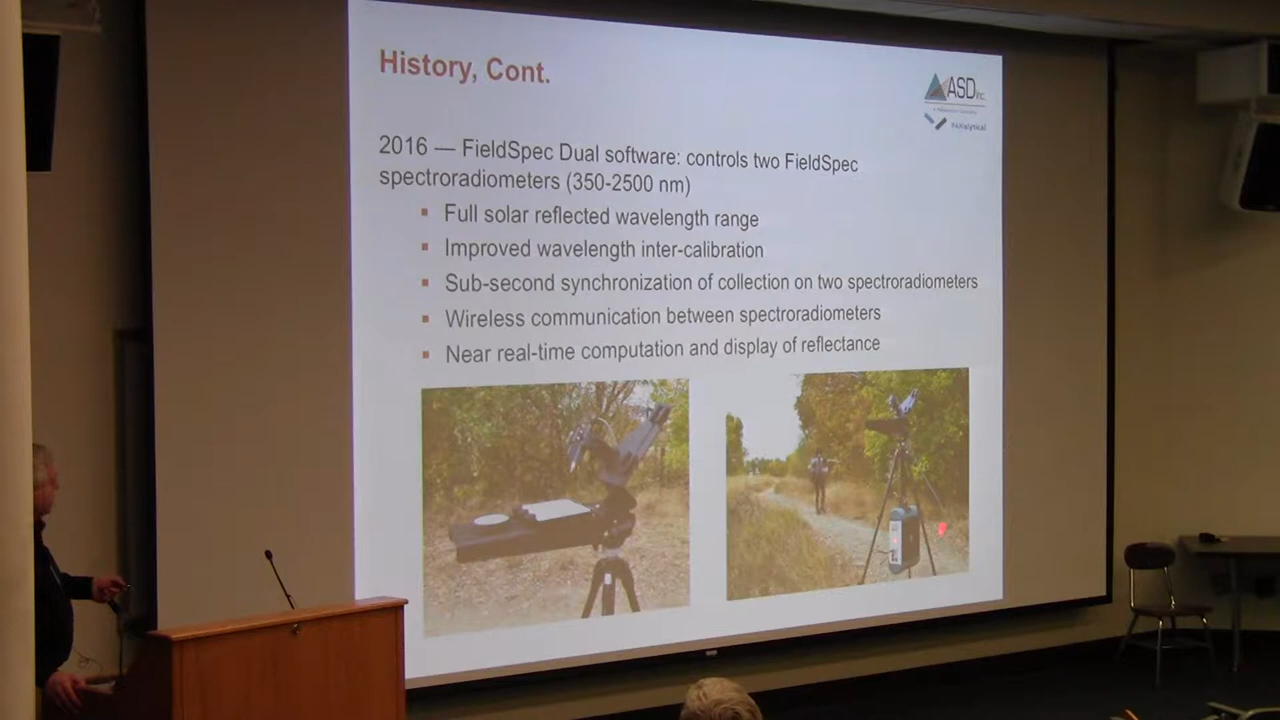 History, Cont.
ASD Inc.
PANalytical
2016 — FieldSpec Dual software: controls two FieldSpec
spectroradiometers (350-2500 nm)
▪ Full solar reflected wavelength range
▪ Improved wavelength inter-calibration
▪ Sub-second synchronization of collection on two spectroradiometers
▪ Wireless communication between spectroradiometers
▪ Near real-time computation and display of reflectance